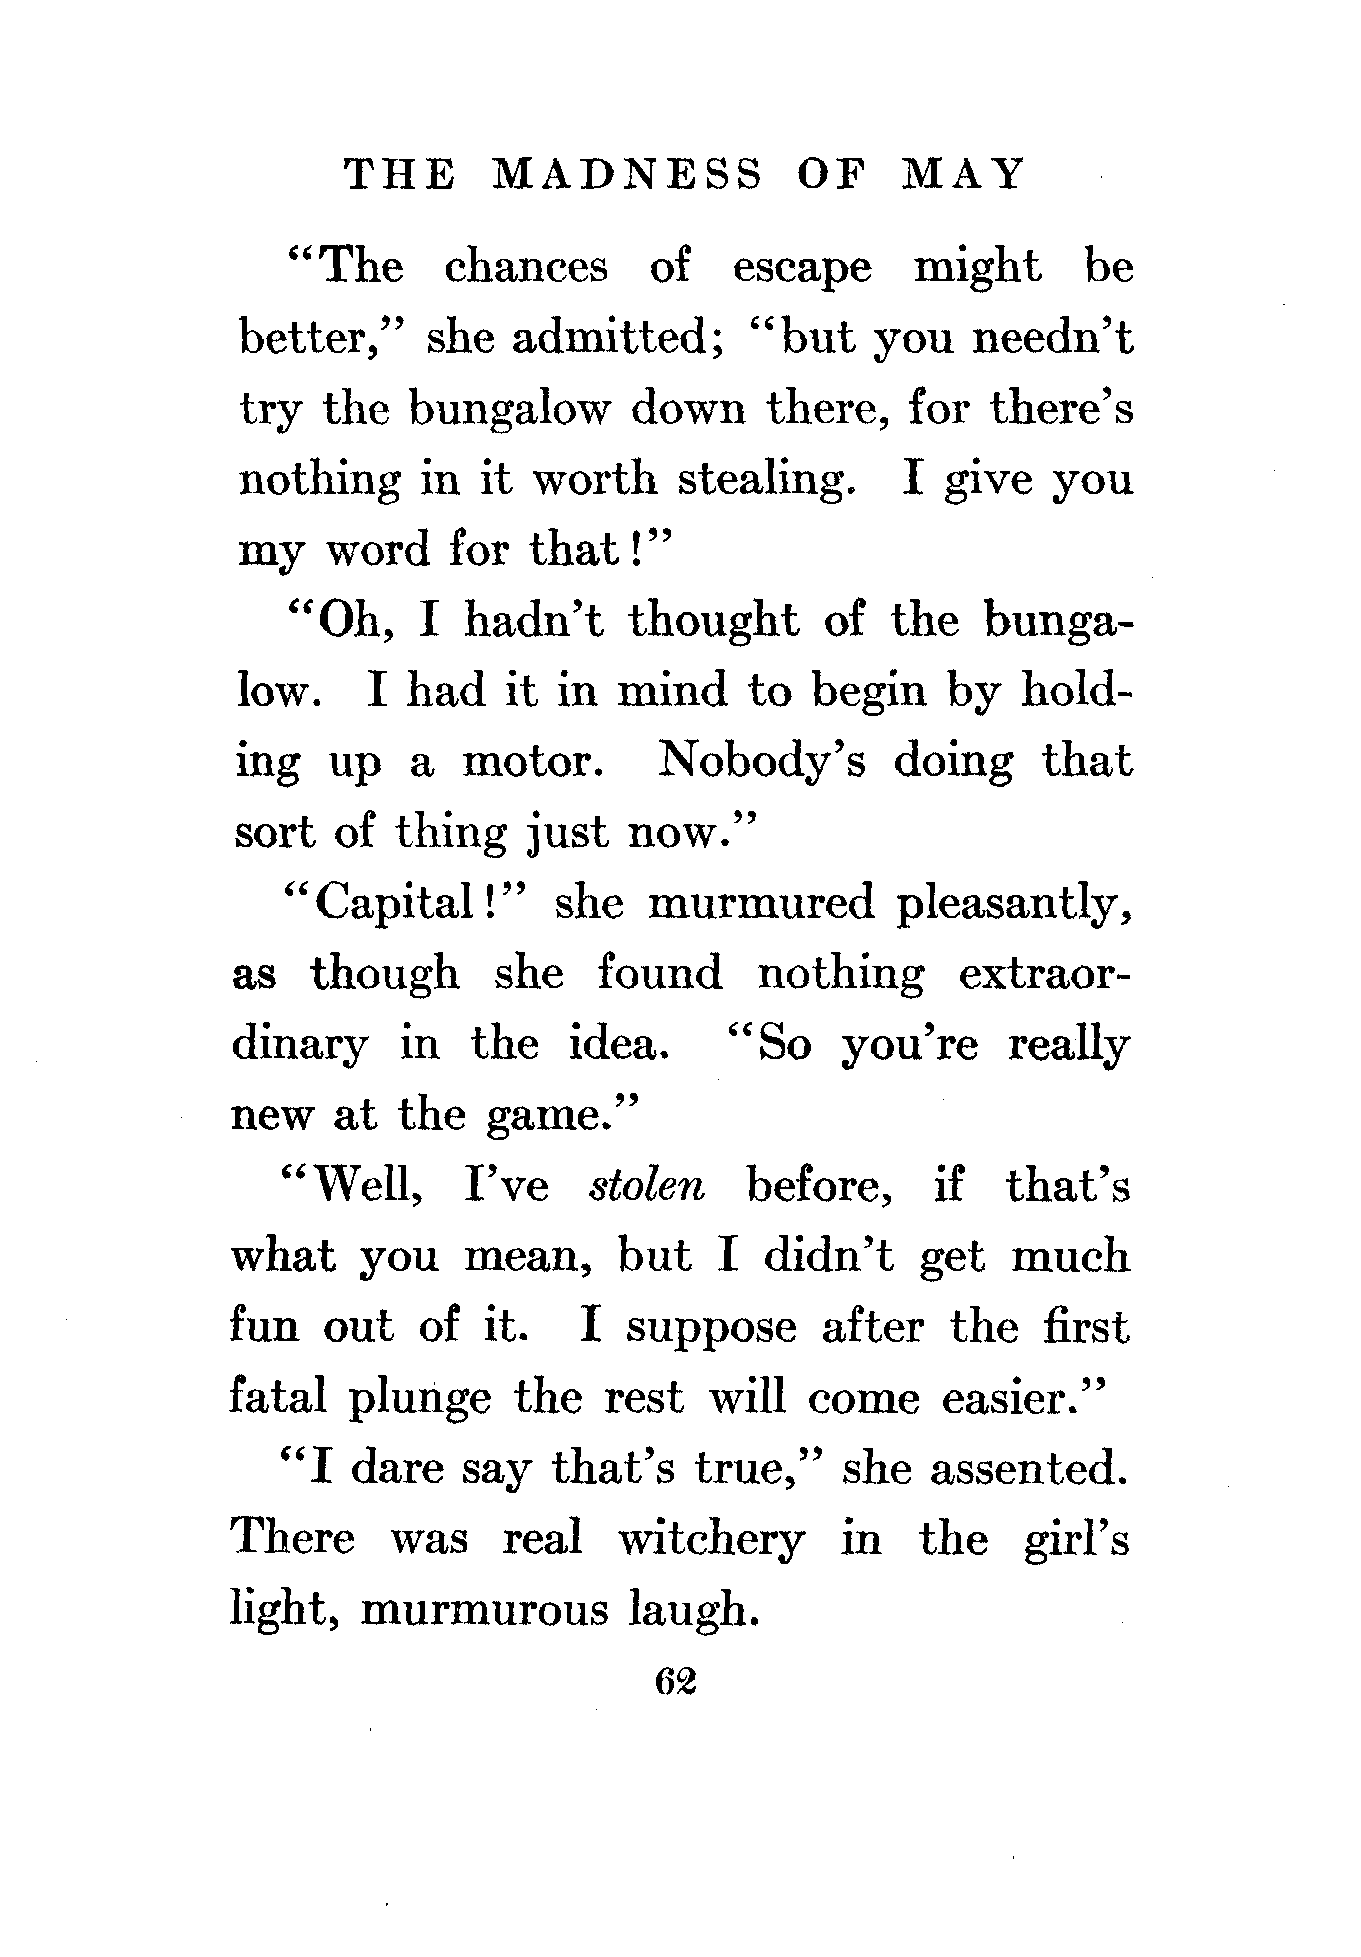 THE MADNESS OF MAY
“The chances of escape might be
better,” she admitted; “but you needn’t
try the bungalow down there, for there’s
nothing in it worth stealing. I give you
my word for that!”
“Oh, I hadn’t thought of the bunga-
low. I had it in mind to begin by hold-
ing up a motor. Nobody’s doing that
sort of thing just now.”
“Capital!” she murmured pleasantly,
as though she found nothing extraor-
dinary in the idea. “So you’re really
new at the game.”
“Well, I’ve stolen before, if that’s
what you mean, but I didn’t get much
fun out of it. I suppose after the first
fatal plunge the rest will come easier.”
“I dare say that’s true,” she assented.
There was real witchery in the girl’s
light, murmurous laugh.
62